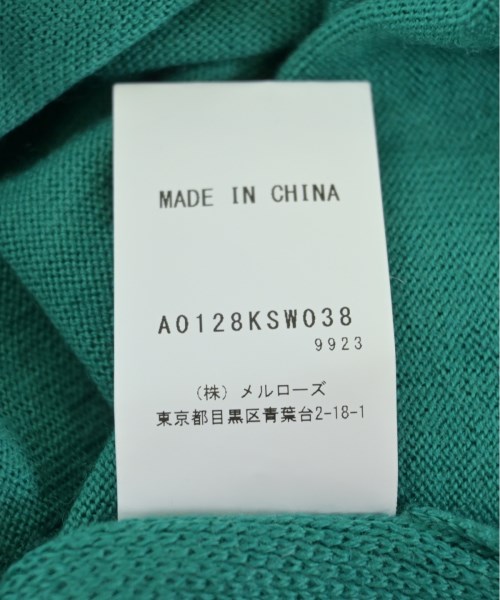 MADE IN CHINA
A0128KSW038
9923
（株）メルローズ
東京都目黒区青葉台2-18-1